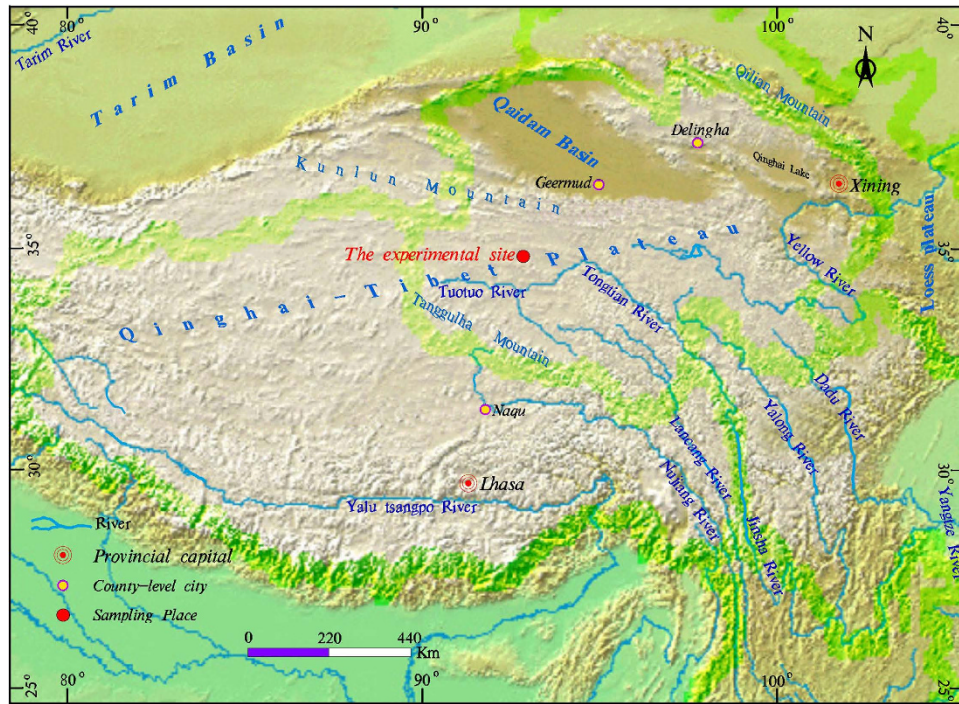 80°
90°
100°
40°
40°
N
Tarim River
Tarim Basin
Qilian Mountain
Qaidam Basin
Delingha
Qinghai Lake
Geermud
Xining
Kunlun Mountain
Loess plateau
35°
35°
The experimental site
Qinghai-Tibet Plateau
Yellow River
Tuotuo River
Tongtian River
Tanggulha Mountain
Dadu River
Naqu
Yalong River
Lancang River
30°
30°
Lhasa
Nuhang River
Yalu tsangpo River
Jinsha River
Yangize River
River
Provincial capital
County-level city
Sampling Place
0 220 440
Km
25°
25°
80°
90°
100°